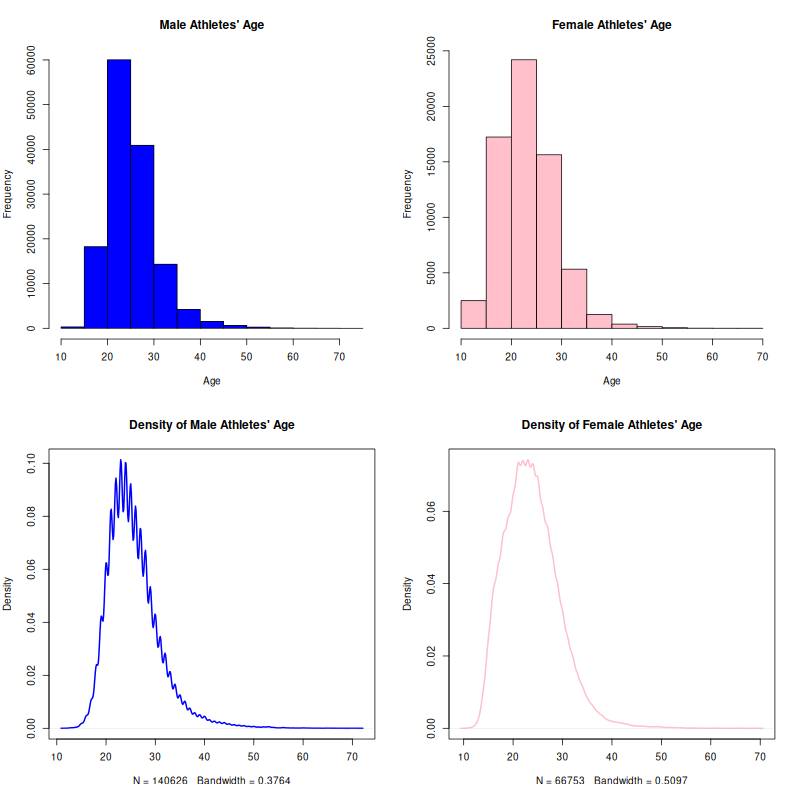 Male Athletes' Age
Frequency
60000
50000
40000
30000
20000
10000
0
10 20 30 40 50 60 70
Age
Female Athletes' Age
Frequency
25000
20000
15000
10000
5000
0
10 20 30 40 50 60 70
Age
Density of Male Athletes' Age
Density
0.10
0.08
0.06
0.04
0.02
0.00
10 20 30 40 50 60 70
N = 140626 Bandwidth = 0.3764
Density of Female Athletes' Age
Density
0.06
0.04
0.02
0.00
10 20 30 40 50 60 70
N = 66753 Bandwidth = 0.5097